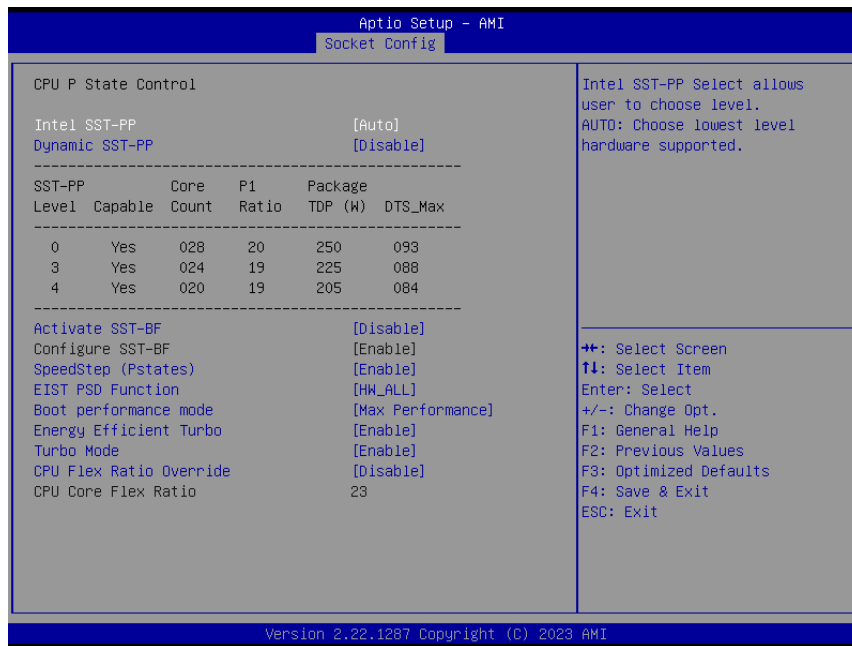 Aptio Setup – AMI
Socket Config
CPU P State Control
Intel SST-PP [Auto]
Dynamic SST-PP [Disable]
SST-PP Core P1 Package
Level Capable Count Ratio TDP (W) DTS_Max
0 Yes 028 20 250 093
3 Yes 024 19 225 088
4 Yes 020 19 205 084
Activate SST-BF [Disable]
Configure SST-BF [Enable]
SpeedStep (Pstates) [Enable]
EIST PSD Function [HW_ALL]
Boot performance mode [Max Performance]
Energy Efficient Turbo [Enable]
Turbo Mode [Enable]
CPU Flex Ratio Override [Disable]
CPU Core Flex Ratio 23
Intel SST-PP Select allows
user to choose level.
AUTO: Choose lowest level
hardware supported.
→←: Select Screen
↑↓: Select Item
Enter: Select
+/-: Change Opt.
F1: General Help
F2: Previous Values
F3: Optimized Defaults
F4: Save & Exit
ESC: Exit
Version 2.22.1287 Copyright (C) 2023 AMI